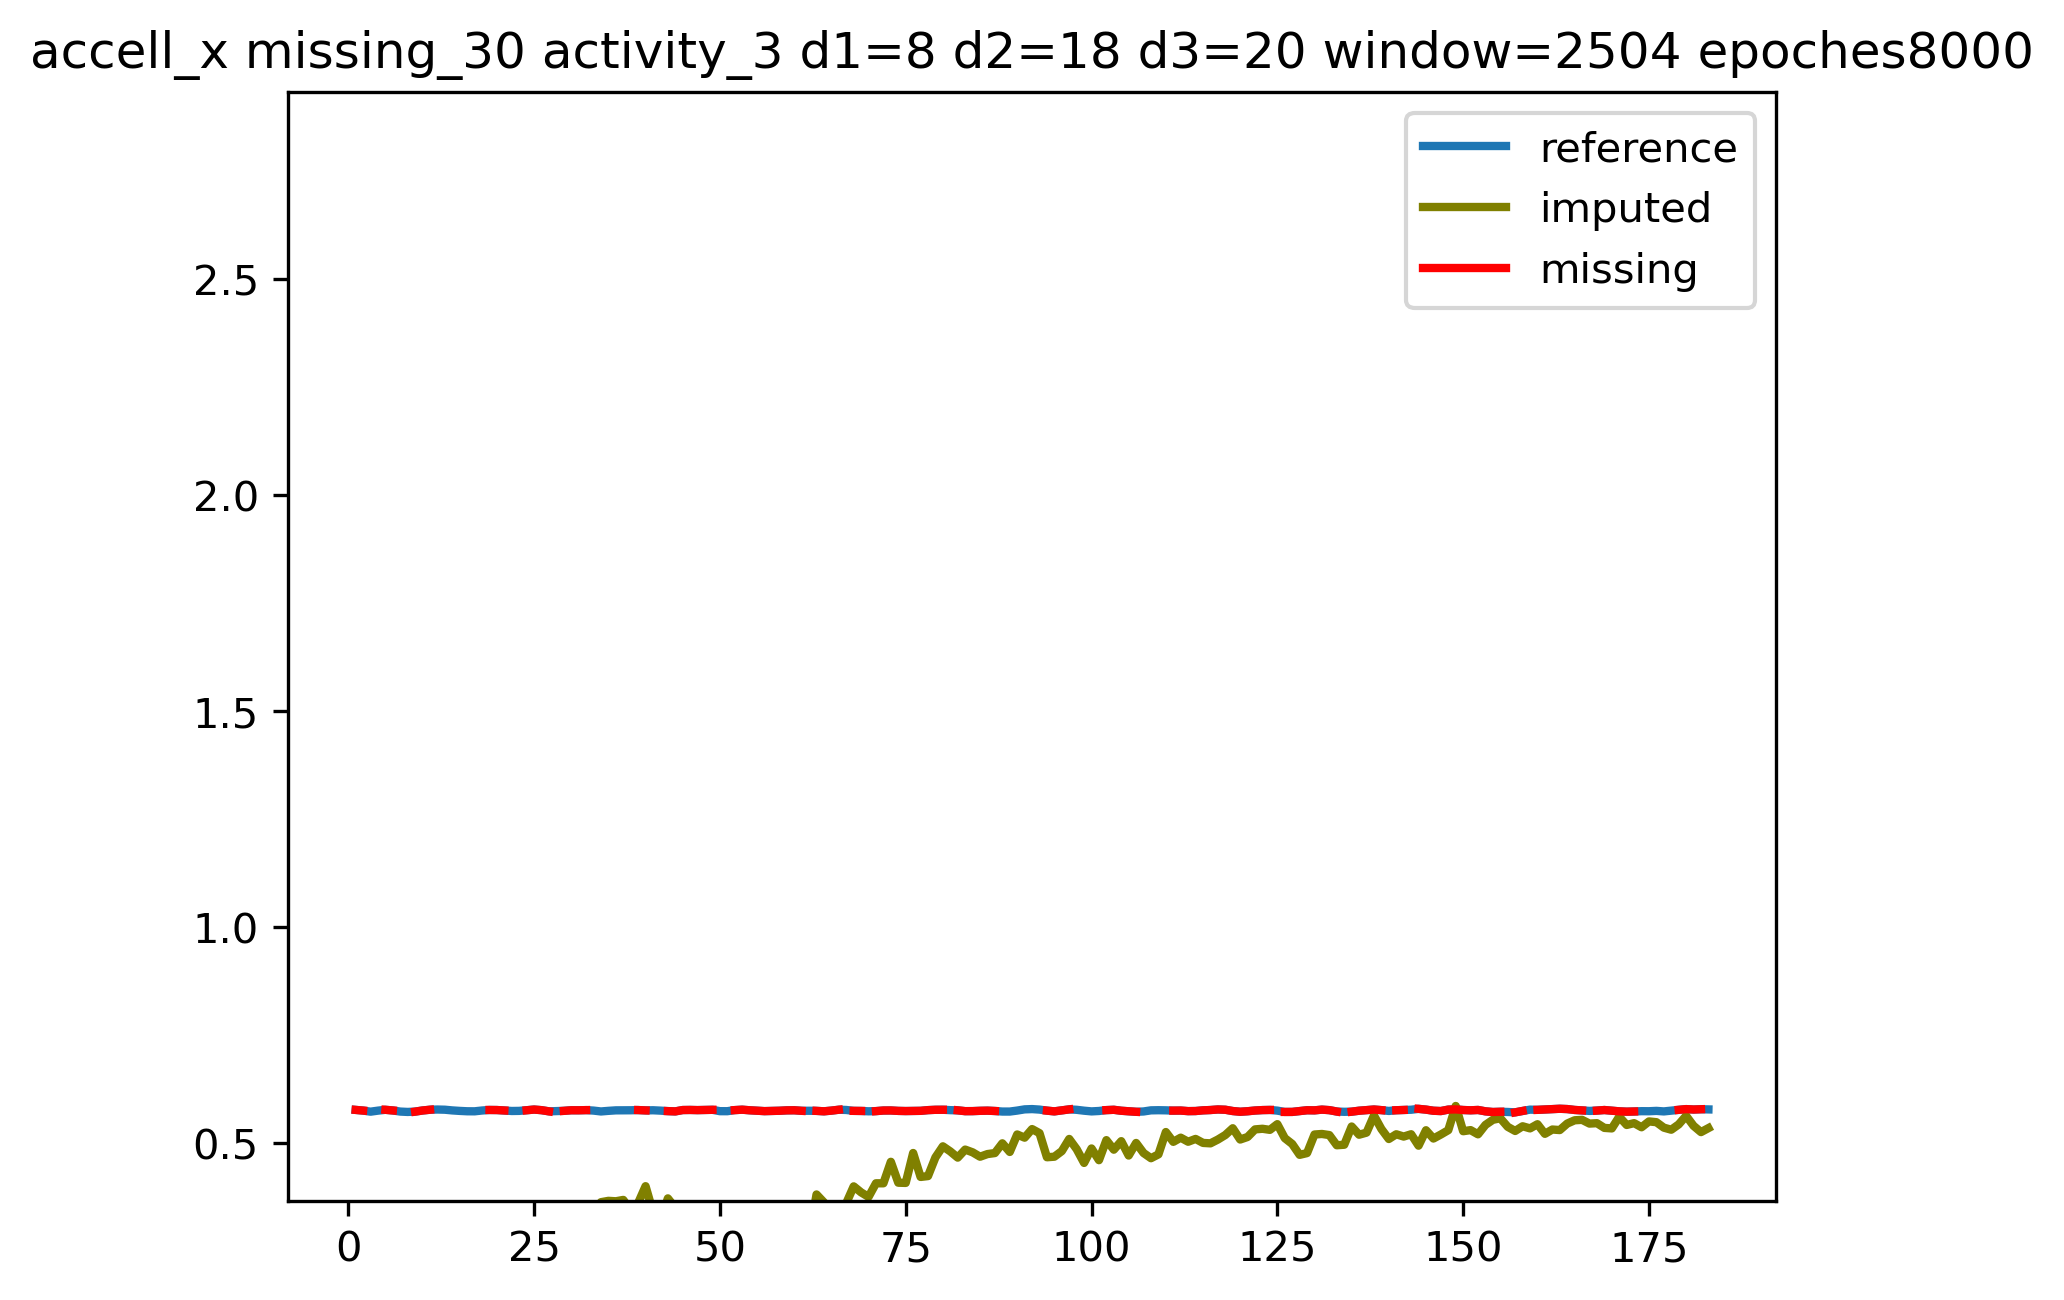 accell_x missing_30 activity_3 d1=8 d2=18 d3=20 window=2504 epoches8000
reference
imputed
missing
2.5
2.0
1.5
1.0
0.5
0 25 50 75 100 125 150 175